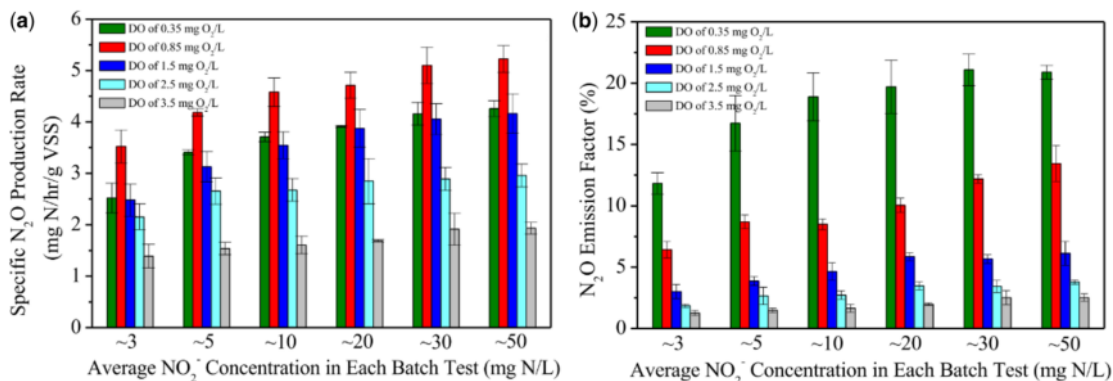 (a)
6
5
4
3
2
1
0
Specific N₂O Production Rate
(mg N/hr/g VSS)
DO of 0.35 mg O₂/L
DO of 0.85 mg O₂/L
DO of 1.5 mg O₂/L
DO of 2.5 mg O₂/L
DO of 3.5 mg O₂/L
~3 ~5 ~10 ~20 ~30 ~50
Average NO₂⁻ Concentration in Each Batch Test (mg N/L)
(b)
25
20
15
10
5
0
N₂O Emission Factor (%)
DO of 0.35 mg O₂/L
DO of 0.85 mg O₂/L
DO of 1.5 mg O₂/L
DO of 2.5 mg O₂/L
DO of 3.5 mg O₂/L
~3 ~5 ~10 ~20 ~30 ~50
Average NO₂⁻ Concentration in Each Batch Test (mg N/L)